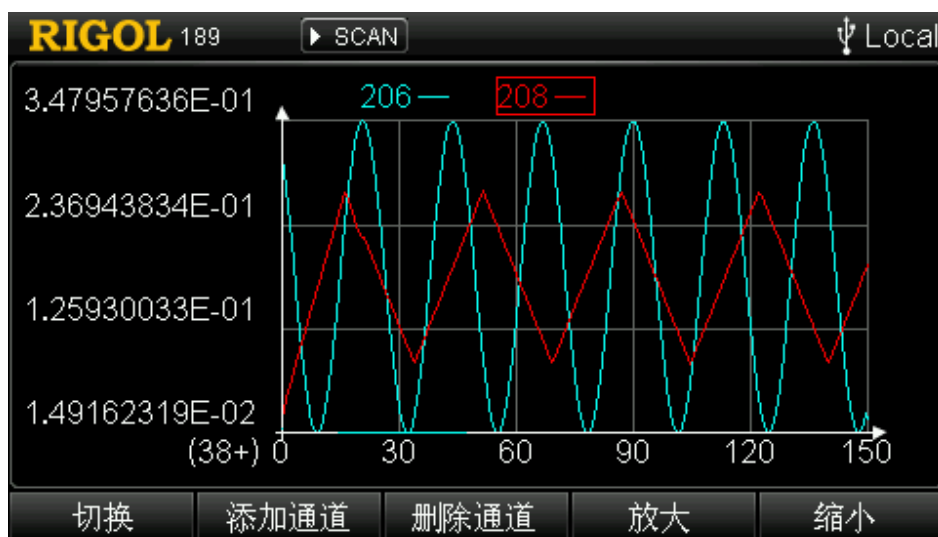 RIGOL 189 SCAN Local
3.47957636E-01 206 208
2.36943834E-01
1.25930033E-01
1.49162319E-02
(38+) 0 30 60 90 120 150
切换 添加通道 删除通道 放大 缩小